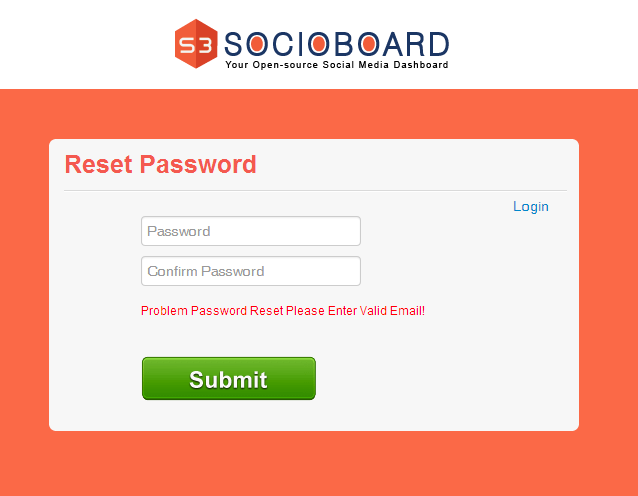 S3 SOCIOBOARD
Your Open-source Social Media Dashboard
Reset Password
Login
Password
Confirm Password
Problem Password Reset Please Enter Valid Email!
Submit